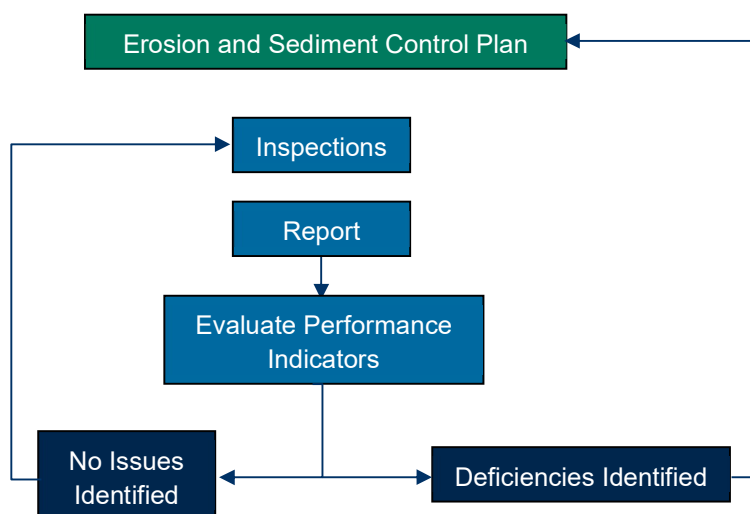 Erosion and Sediment Control Plan
Inspections
Report
Evaluate Performance
Indicators
No Issues
Identified
Deficiencies Identified